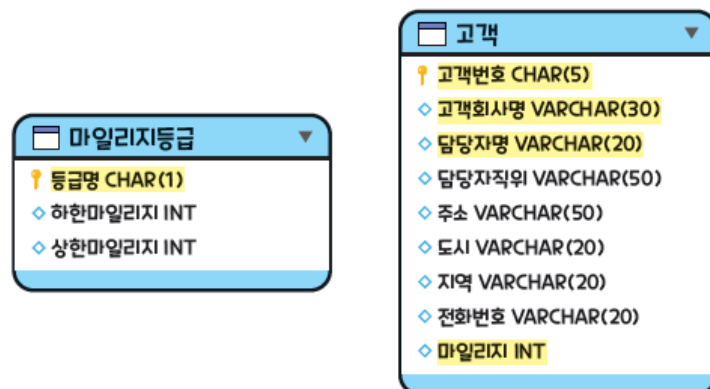 마일리지등급
등급명 CHAR(1)
하한마일리지 INT
상한마일리지 INT
고객
고객번호 CHAR(5)
고객회사명 VARCHAR(30)
담당자명 VARCHAR(20)
담당자직위 VARCHAR(50)
주소 VARCHAR(50)
도시 VARCHAR(20)
지역 VARCHAR(20)
전화번호 VARCHAR(20)
마일리지 INT